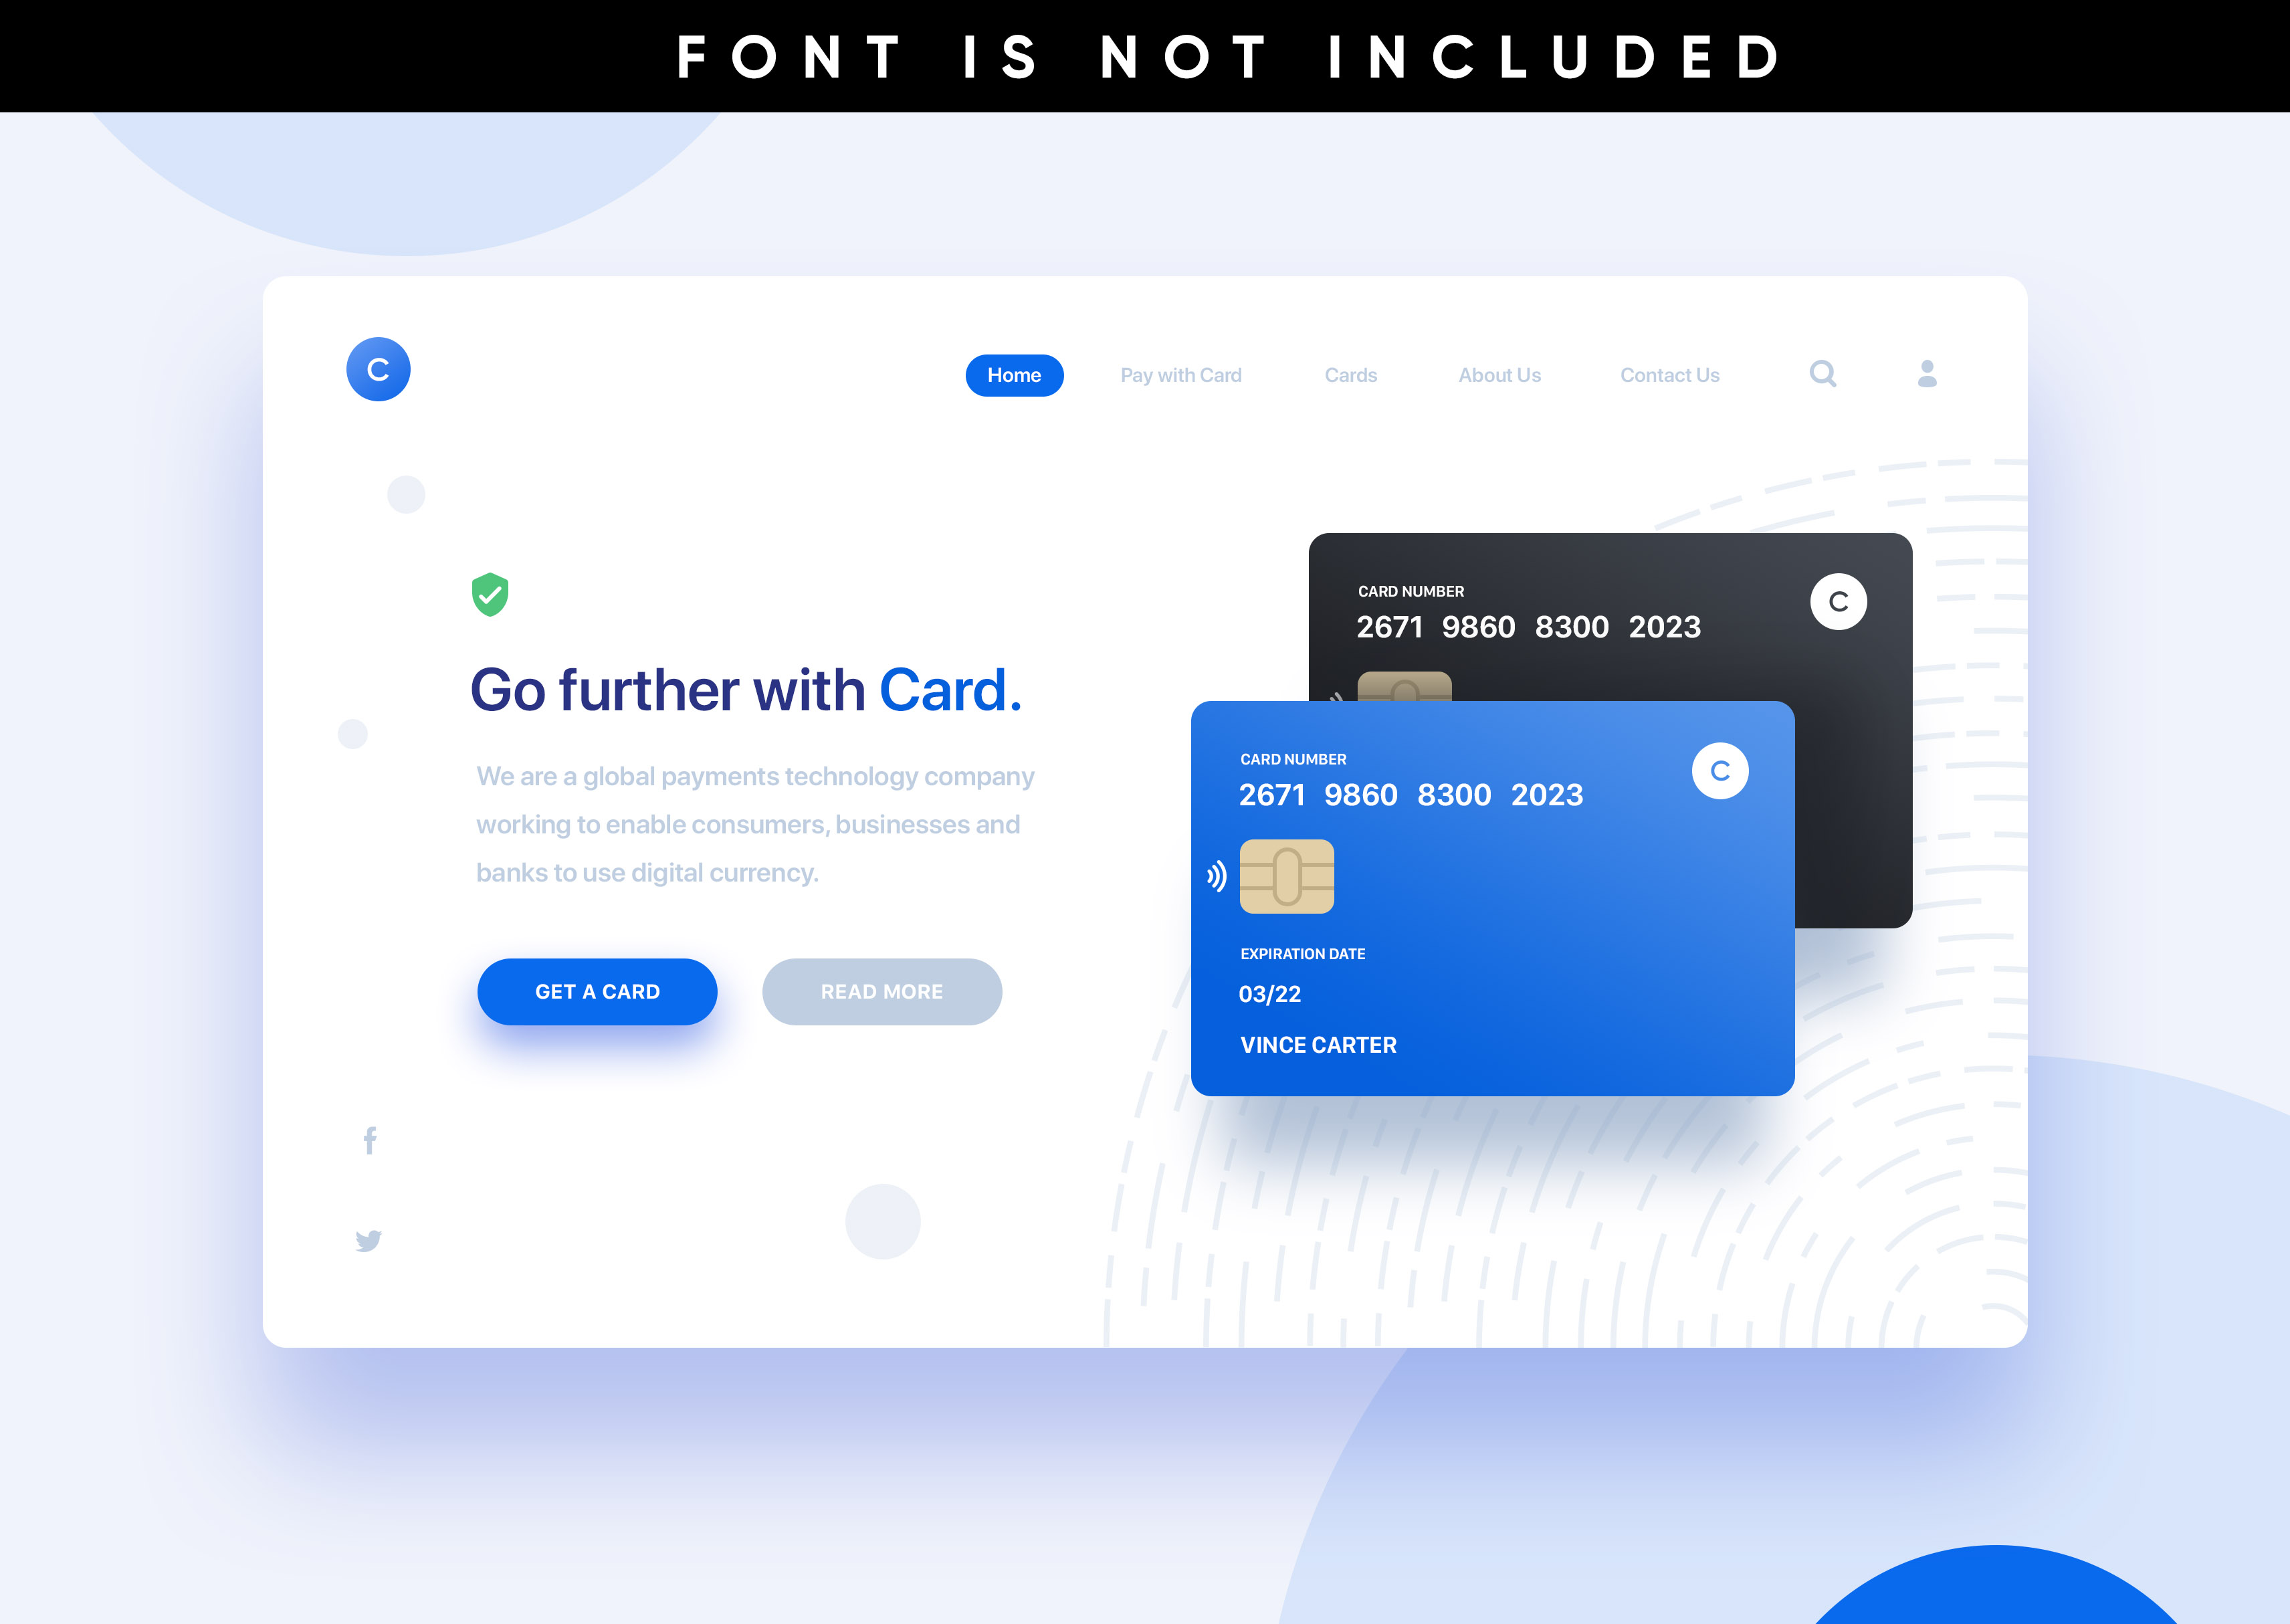 FONT IS NOT INCLUDED
C
Home
Pay with Card
Cards
About Us
Contact Us
Go further with Card.
We are a global payments technology company
working to enable consumers, businesses and
banks to use digital currency.
GET A CARD
READ MORE
CARD NUMBER
2671 9860 8300 2023
C
CARD NUMBER
2671 9860 8300 2023
C
EXPIRATION DATE
03/22
VINCE CARTER